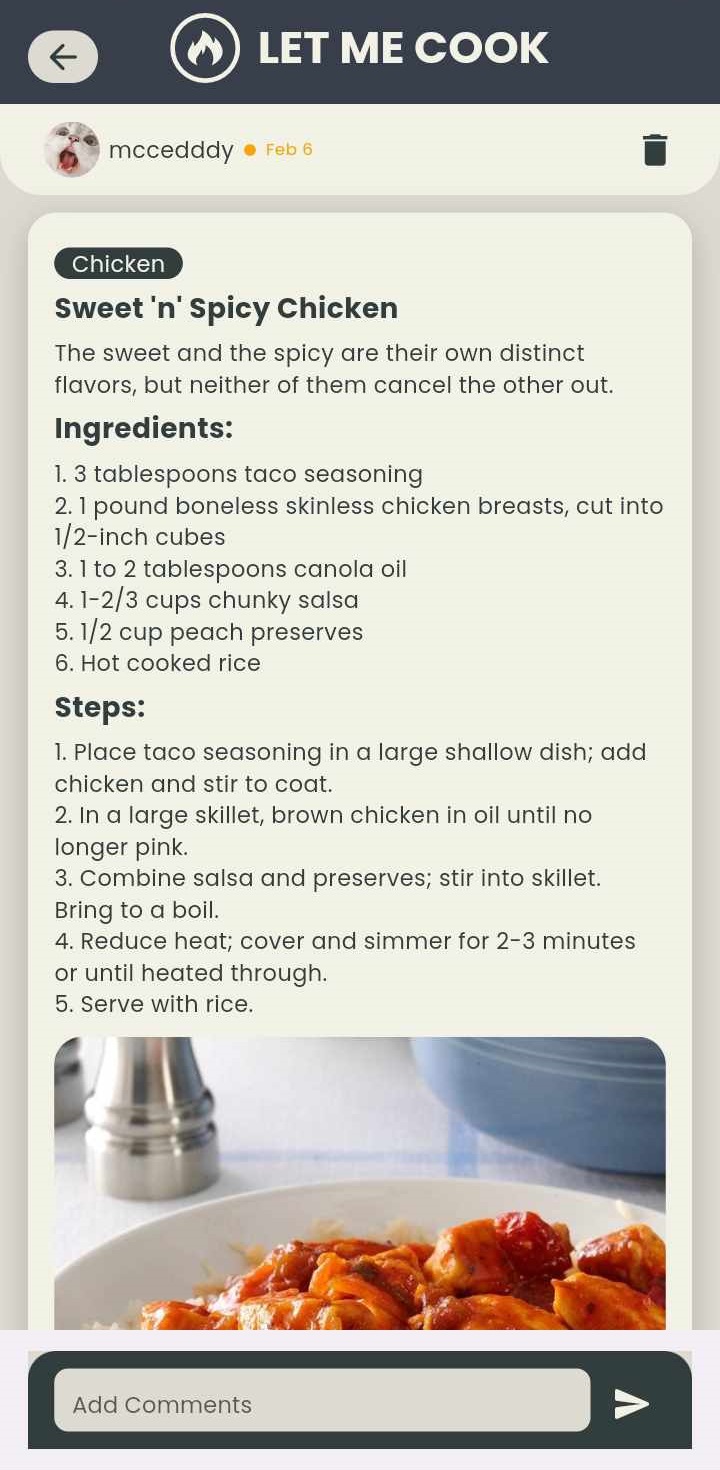 LET ME COOK
mccedddy Feb 6
Chicken
Sweet 'n' Spicy Chicken
The sweet and the spicy are their own distinct
flavors, but neither of them cancel the other out.
Ingredients:
1. 3 tablespoons taco seasoning
2. 1 pound boneless skinless chicken breasts, cut into
1/2-inch cubes
3. 1 to 2 tablespoons canola oil
4. 1-2/3 cups chunky salsa
5. 1/2 cup peach preserves
6. Hot cooked rice
Steps:
1. Place taco seasoning in a large shallow dish; add
chicken and stir to coat.
2. In a large skillet, brown chicken in oil until no
longer pink.
3. Combine salsa and preserves; stir into skillet.
Bring to a boil.
4. Reduce heat; cover and simmer for 2-3 minutes
or until heated through.
5. Serve with rice.
Add Comments